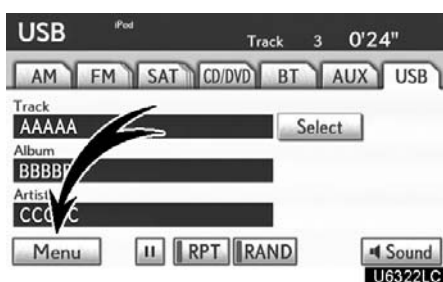 USB iPod Track 3 0'24"
AM FM SAT CD/DVD BT AUX USB
Track
AAAAA Select
Album
Artist
Menu RPT RAND Sound
U6322LC